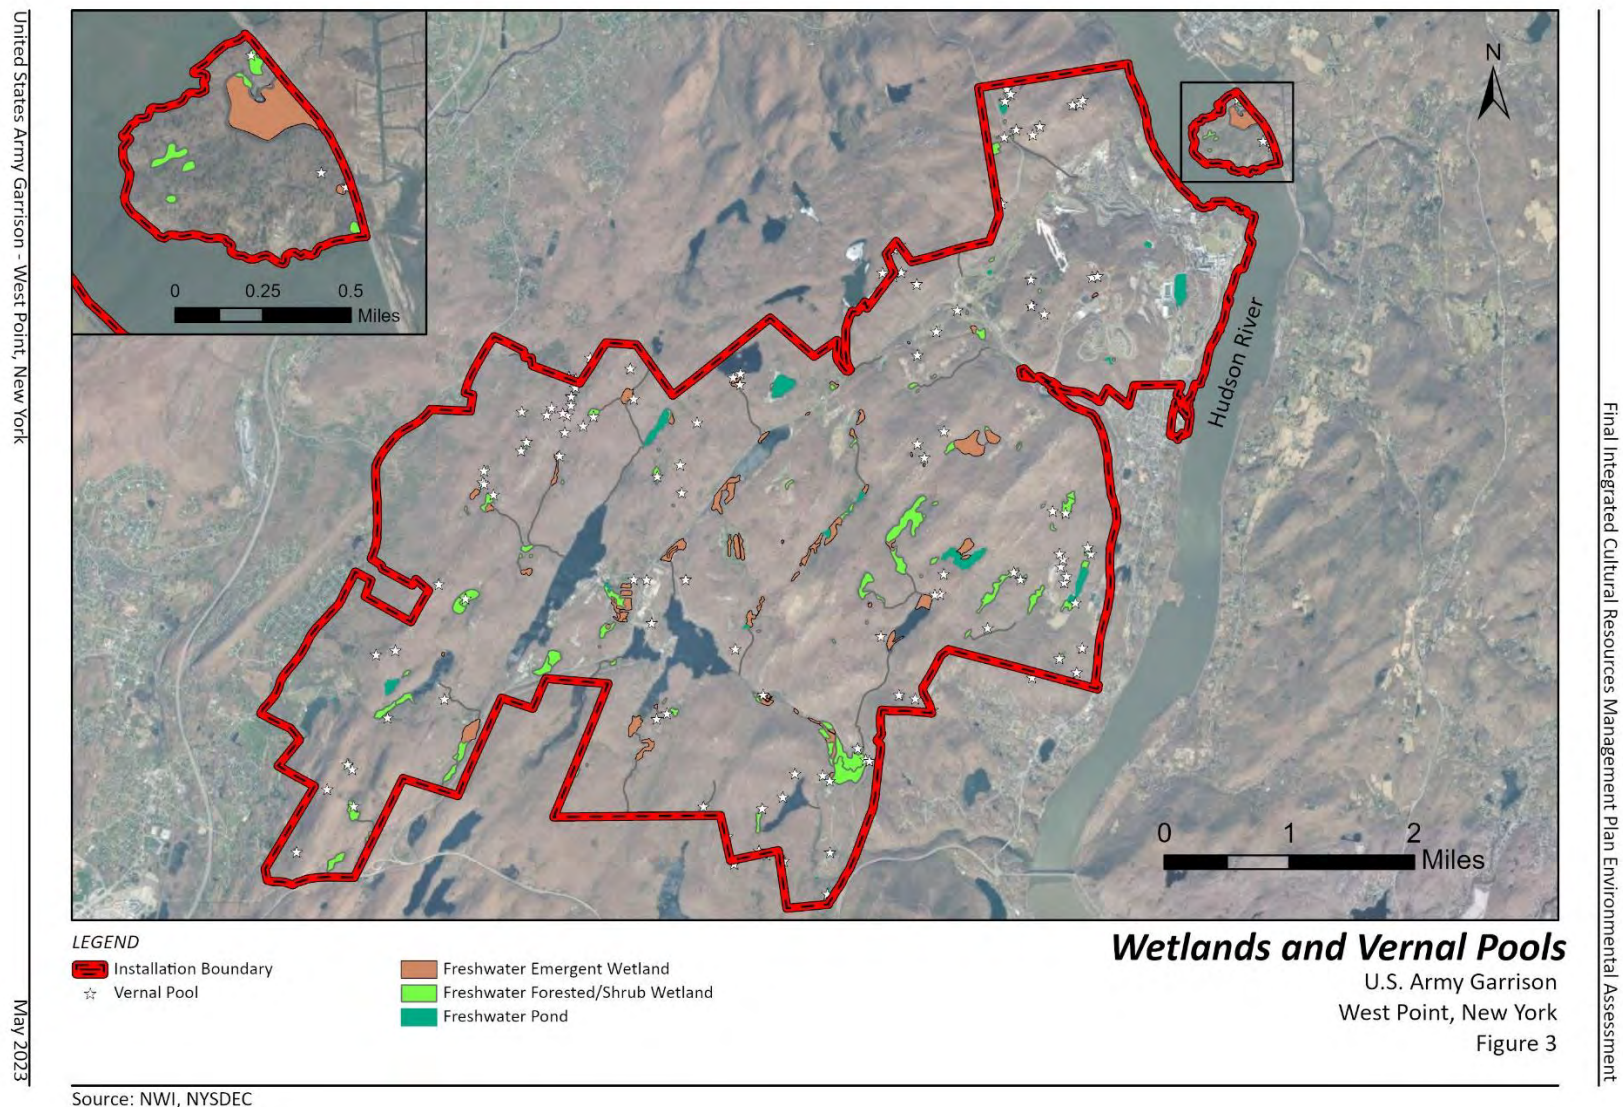 United States Army Garrison - West Point, New York
May 2023
Final Integrated Cultural Resources Management Plan Environmental Assessment
0 0.25 0.5
Miles
N
Hudson River
0 1 2
Miles
LEGEND
Installation Boundary
Vernal Pool
Freshwater Emergent Wetland
Freshwater Forested/Shrub Wetland
Freshwater Pond
Wetlands and Vernal Pools
U.S. Army Garrison
West Point, New York
Figure 3
Source: NWI, NYSDEC